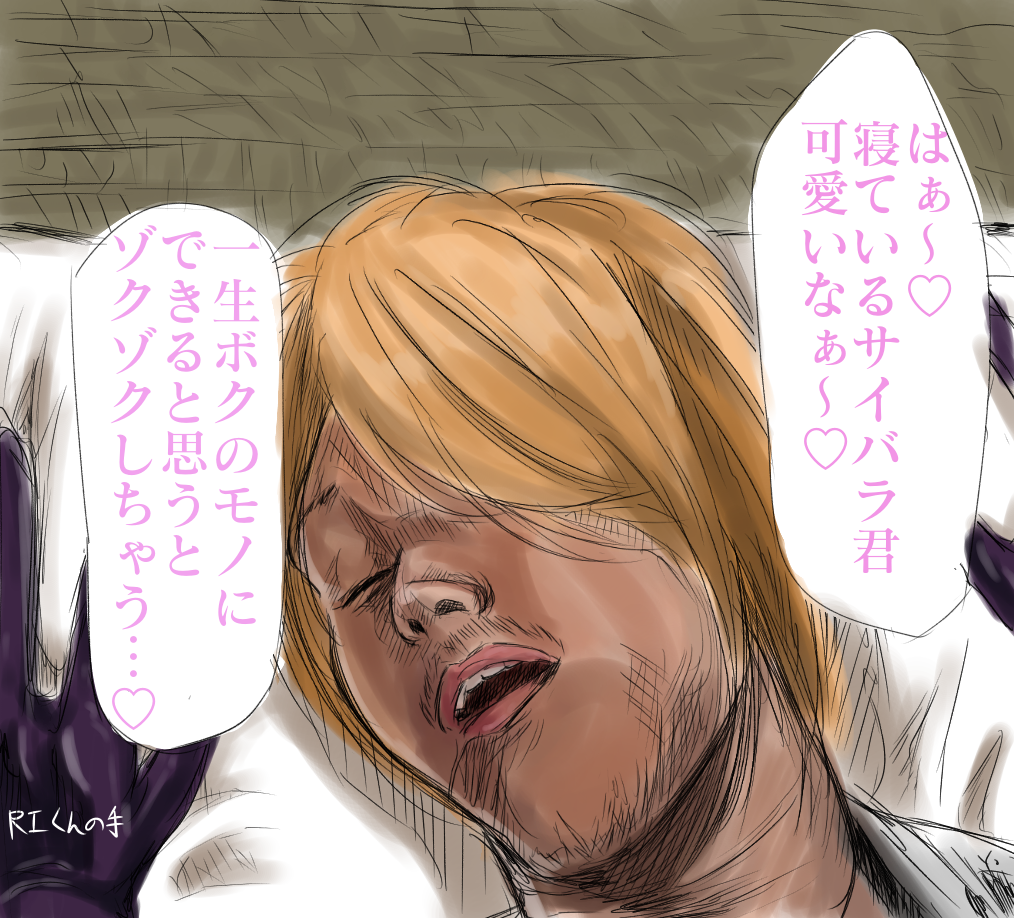 はぁ～♡
寝ているサイバラ君
可愛いなぁ～♡
一生ボクのモノに
できると思うと
ゾクゾクしちゃう…♡
RIくんの手